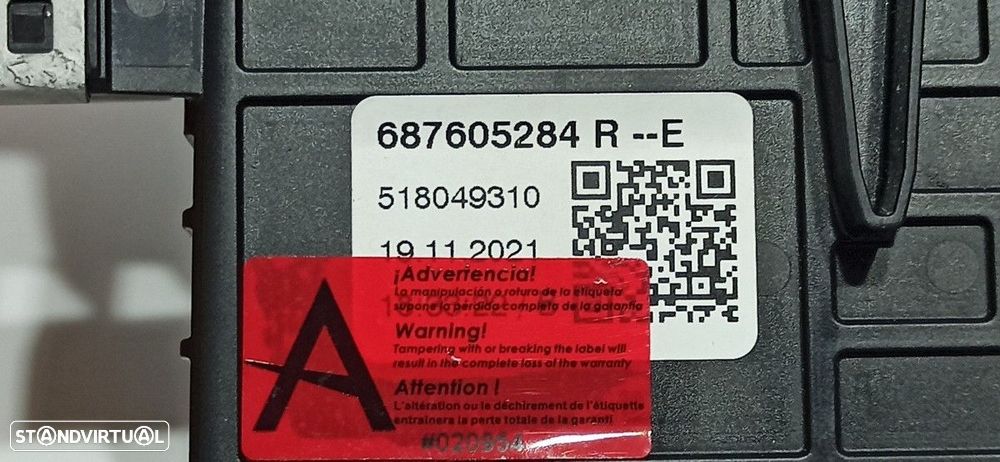 687605284 R --E
518049310
19.11.2021
¡Advertencia!
La manipulación o rotura de la etiqueta
supone la pérdida completa de la garantía
Warning!
Tampering with or breaking the label will
result in the complete loss of the warranty
Attention !
L'altération ou le déchirement de l'étiquette
entraînera la perte totale de la garanti
#020954
A
STANDVIRTUAL